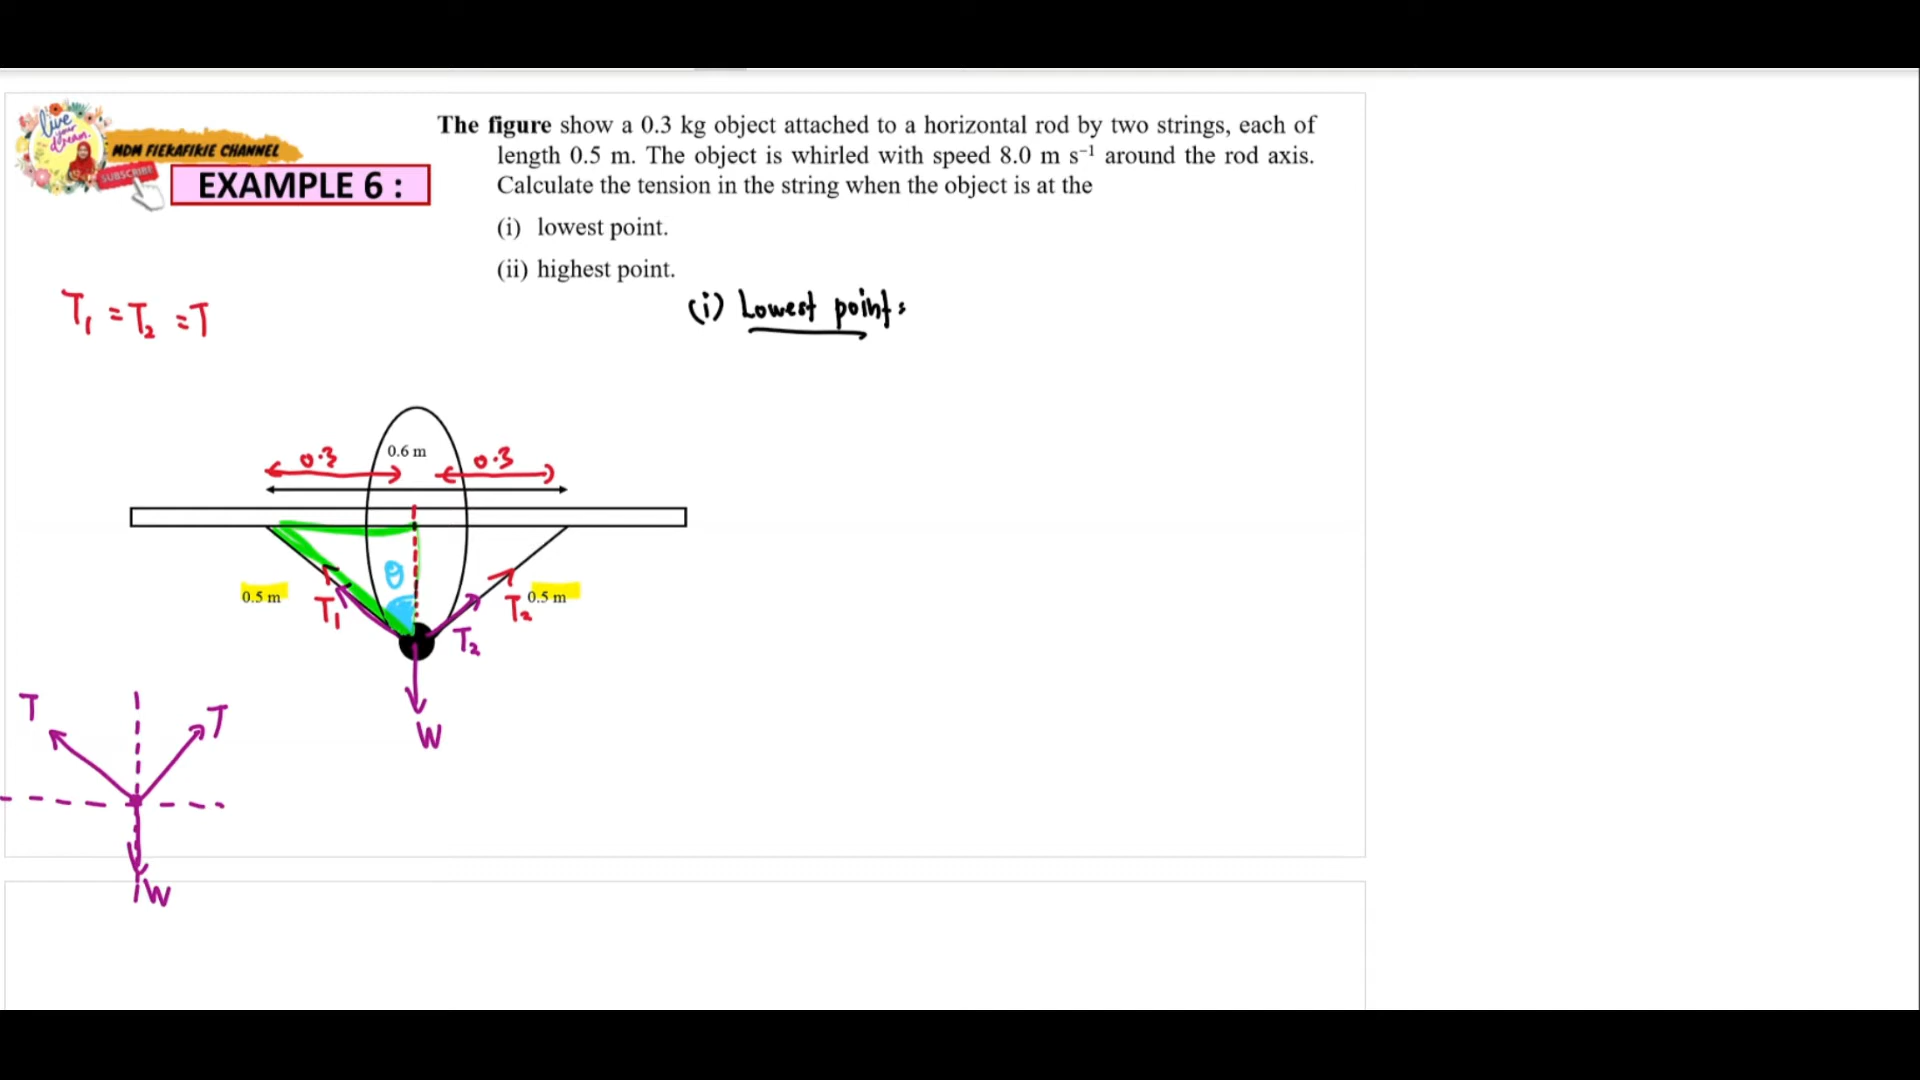 live
your
dream.
MDM FIEKAFIKIE CHANNEL
SUBSCRIBE
EXAMPLE 6 :
The figure show a 0.3 kg object attached to a horizontal rod by two strings, each of
length 0.5 m. The object is whirled with speed 8.0 m s⁻¹ around the rod axis.
Calculate the tension in the string when the object is at the
(i) lowest point.
(ii) highest point.
T₁ = T₂ = T
(i) Lowest point :
0.3 0.6 m 0.3
θ
0.5 m T₁ T₂ 0.5 m
T₂
W
T T
W